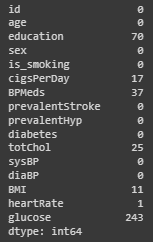 id 0
age 0
education 70
sex 0
is_smoking 0
cigsPerDay 17
BPMeds 37
prevalentStroke 0
prevalentHyp 0
diabetes 0
totChol 25
sysBP 0
diaBP 0
BMI 11
heartRate 1
glucose 243
dtype: int64